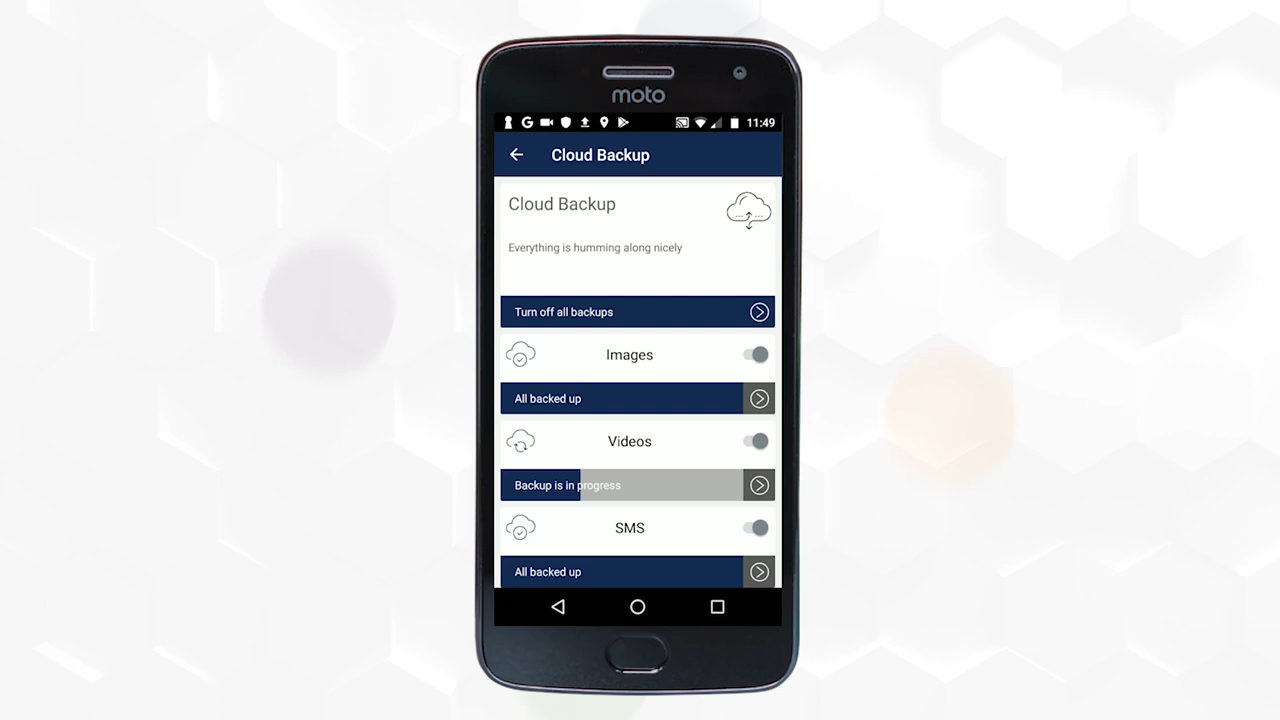 moto
11:49
Cloud Backup
Cloud Backup
Everything is humming along nicely
Turn off all backups
Images
All backed up
Videos
Backup is in progress
SMS
All backed up